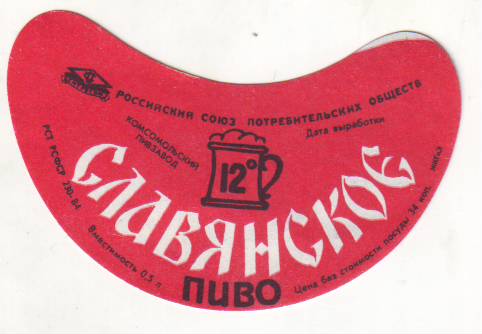 РОССИЙСКИЙ СОЮЗ ПОТРЕБИТЕЛЬСКИХ ОБЩЕСТВ
КОМСОМОЛЬСКИЙ
ПИВЗАВОД
Дата выработки
12°
РСТ РСФСР 230-84
СЛАВЯНСКОЕ
Вместимость 0,5 л
ПИВО
Цена без стоимости посуды 34 коп.